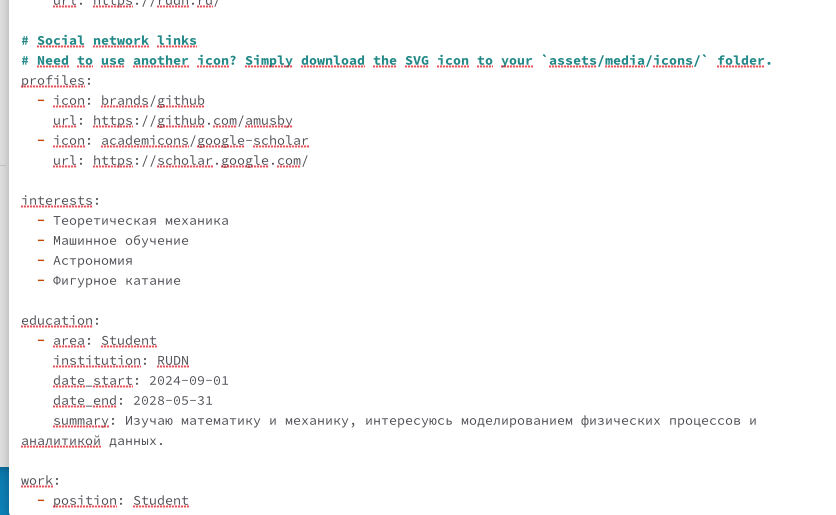 url: https://rudn.ru/
# Social network links
# Need to use another icon? Simply download the SVG icon to your `assets/media/icons/` folder.
profiles:
- icon: brands/github
url: https://github.com/amusby
- icon: academicons/google-scholar
url: https://scholar.google.com/
interests:
- Теоретическая механика
- Машинное обучение
- Астрономия
- Фигурное катание
education:
- area: Student
institution: RUDN
date_start: 2024-09-01
date_end: 2028-05-31
summary: Изучаю математику и механику, интересуюсь моделированием физических процессов и
аналитикой данных.
work:
- position: Student